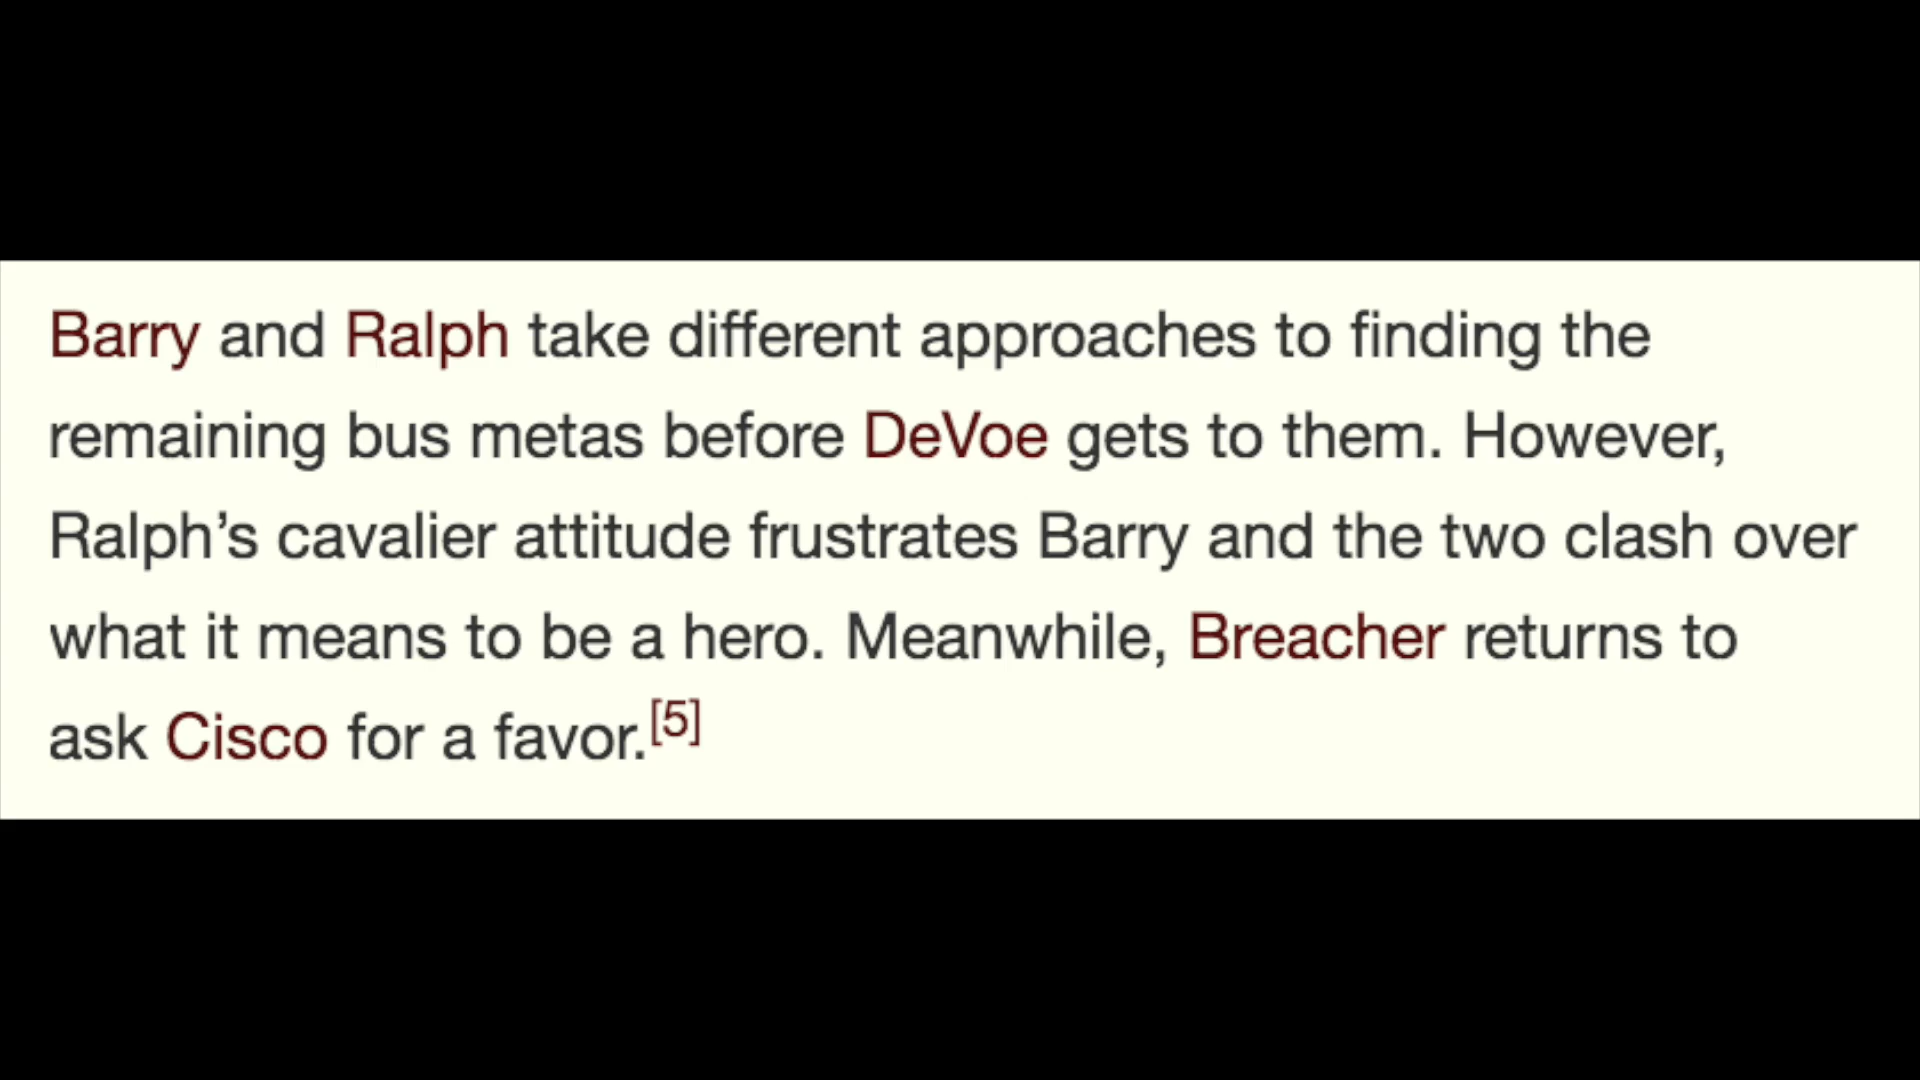 Barry and Ralph take different approaches to finding the
remaining bus metas before DeVoe gets to them. However,
Ralph’s cavalier attitude frustrates Barry and the two clash over
what it means to be a hero. Meanwhile, Breacher returns to
ask Cisco for a favor.[5]